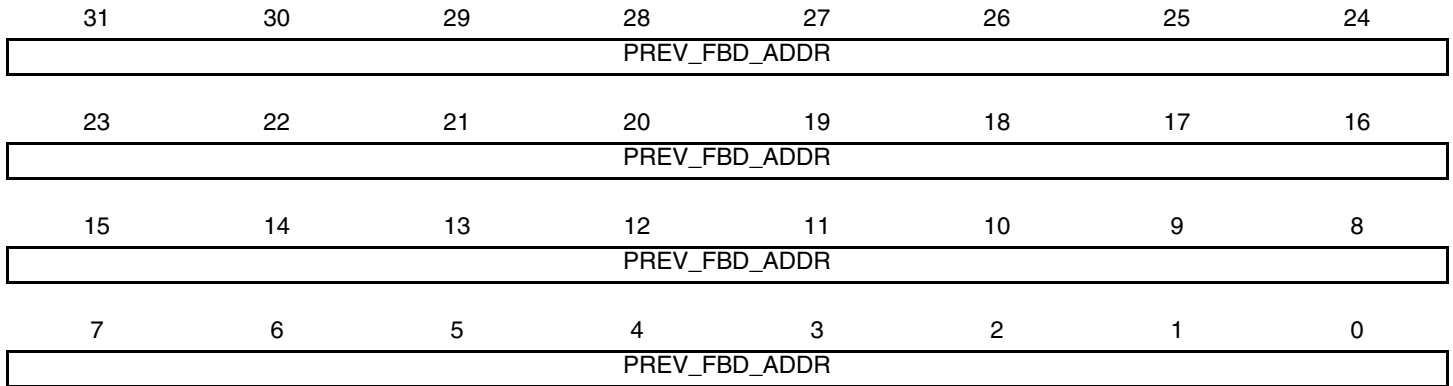 31 30 29 28 27 26 25 24
PREV_FBD_ADDR
23 22 21 20 19 18 17 16
PREV_FBD_ADDR
15 14 13 12 11 10 9 8
PREV_FBD_ADDR
7 6 5 4 3 2 1 0
PREV_FBD_ADDR